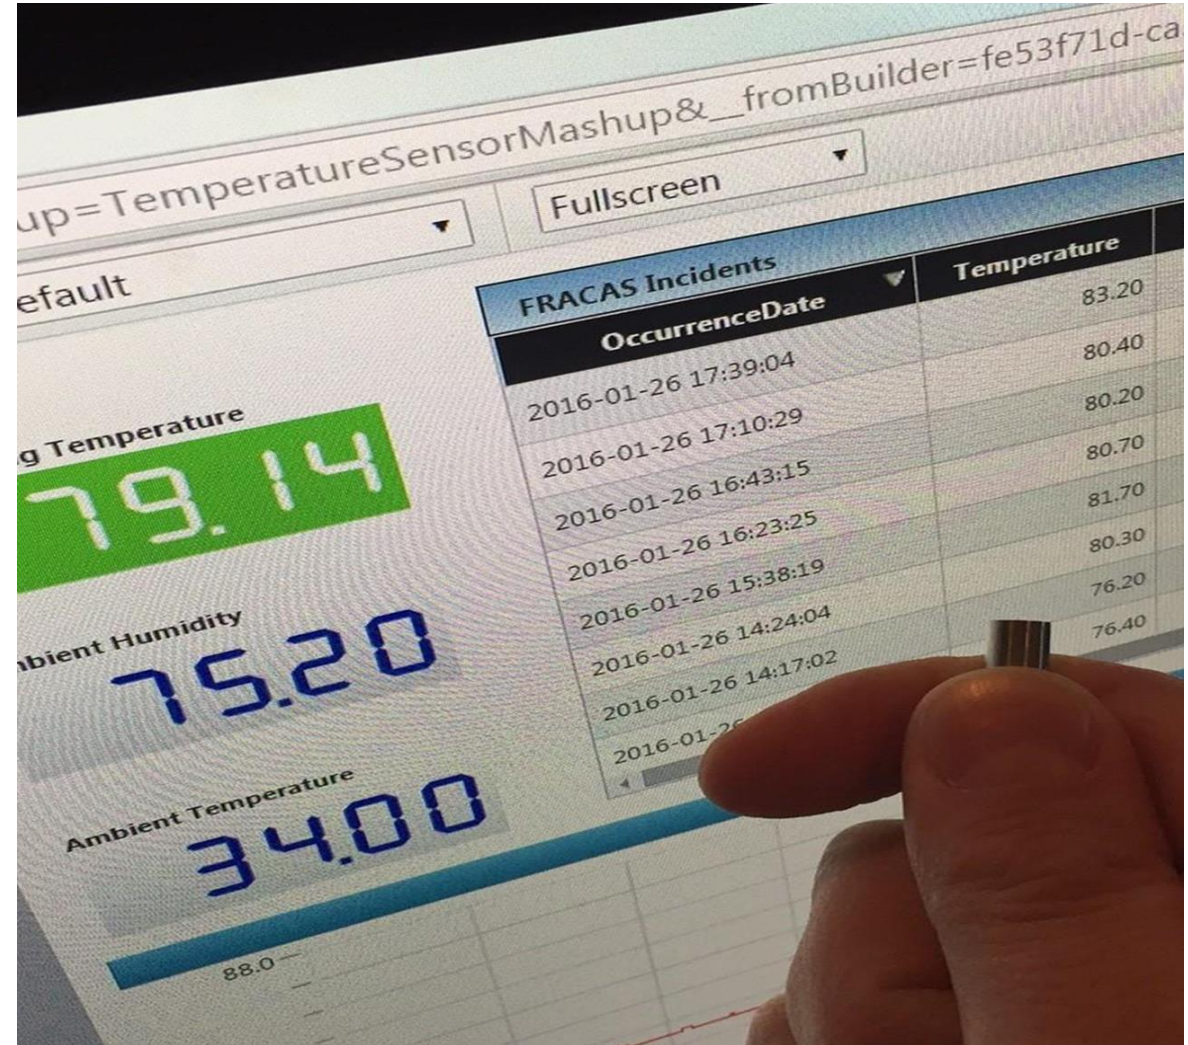 up=TemperatureSensorMashup&__fromBuilder=fe53f71d-ca
efault
Fullscreen
g Temperature
79.14
bient Humidity
75.20
Ambient Temperature
34.00
FRACAS Incidents
OccurrenceDate Temperature
2016-01-26 17:39:04 83.20
2016-01-26 17:10:29 80.40
2016-01-26 16:43:15 80.20
2016-01-26 16:23:25 80.70
2016-01-26 15:38:19 81.70
2016-01-26 14:24:04 80.30
2016-01-26 14:17:02 76.20
2016-01-26 76.40
88.0